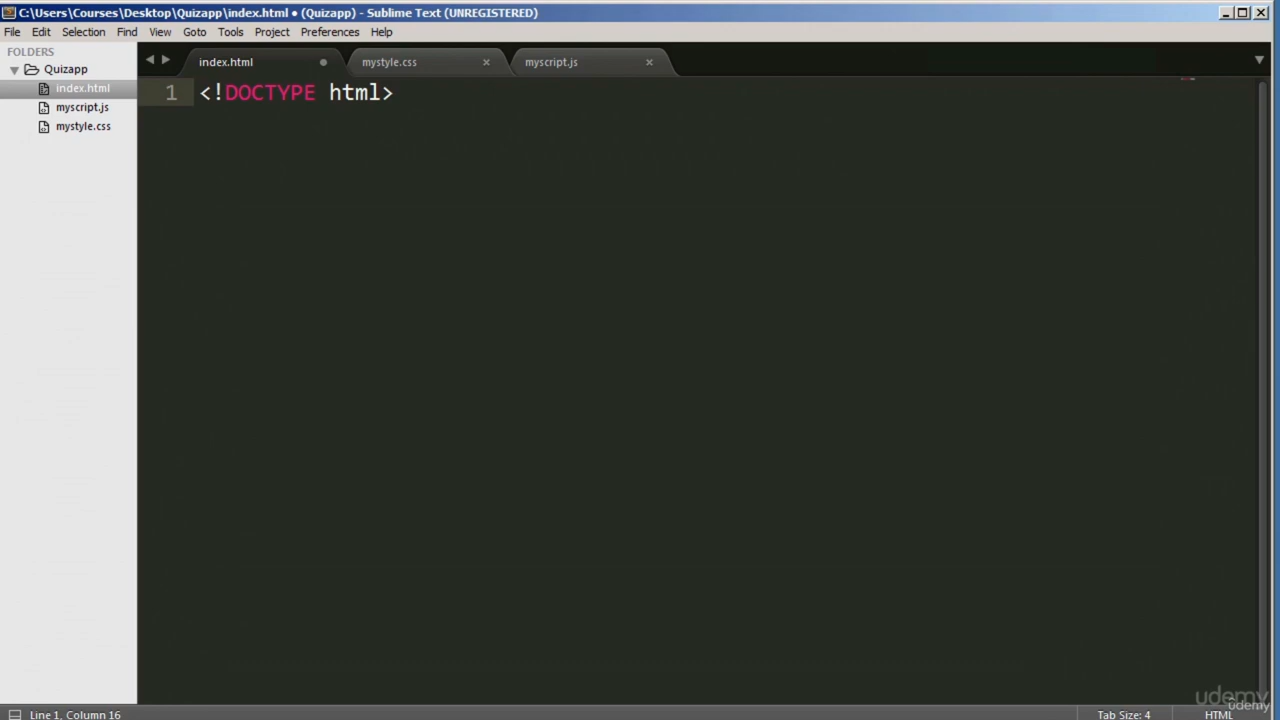 C:\Users\Courses\Desktop\Quizapp\index.html • (Quizapp) - Sublime Text (UNREGISTERED)
File Edit Selection Find View Goto Tools Project Preferences Help
FOLDERS
Quizapp
index.html
myscript.js
mystyle.css
index.html mystyle.css myscript.js
1 <!DOCTYPE html>
udemy
udemy
Line 1, Column 16 Tab Size: 4 HTML